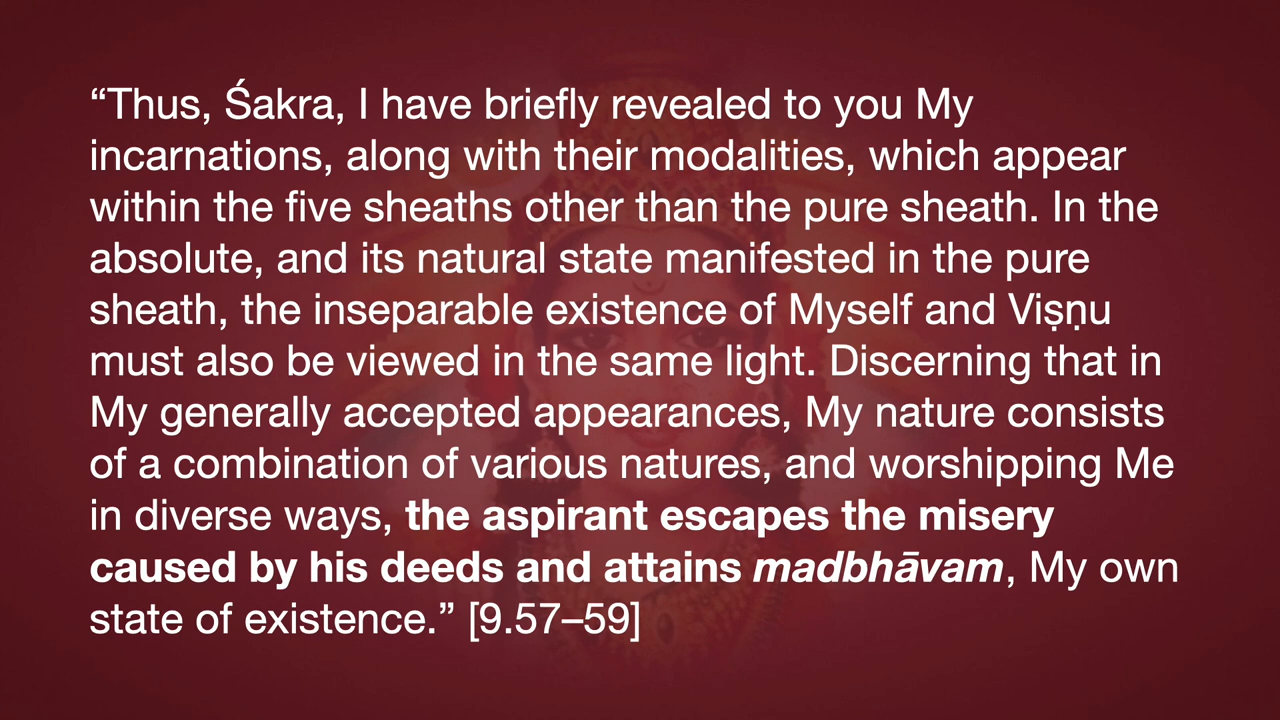 “Thus, Śakra, I have briefly revealed to you My
incarnations, along with their modalities, which appear
within the five sheaths other than the pure sheath. In the
absolute, and its natural state manifested in the pure
sheath, the inseparable existence of Myself and Viṣṇu
must also be viewed in the same light. Discerning that in
My generally accepted appearances, My nature consists
of a combination of various natures, and worshipping Me
in diverse ways, the aspirant escapes the misery
caused by his deeds and attains madbhāvam, My own
state of existence.” [9.57–59]